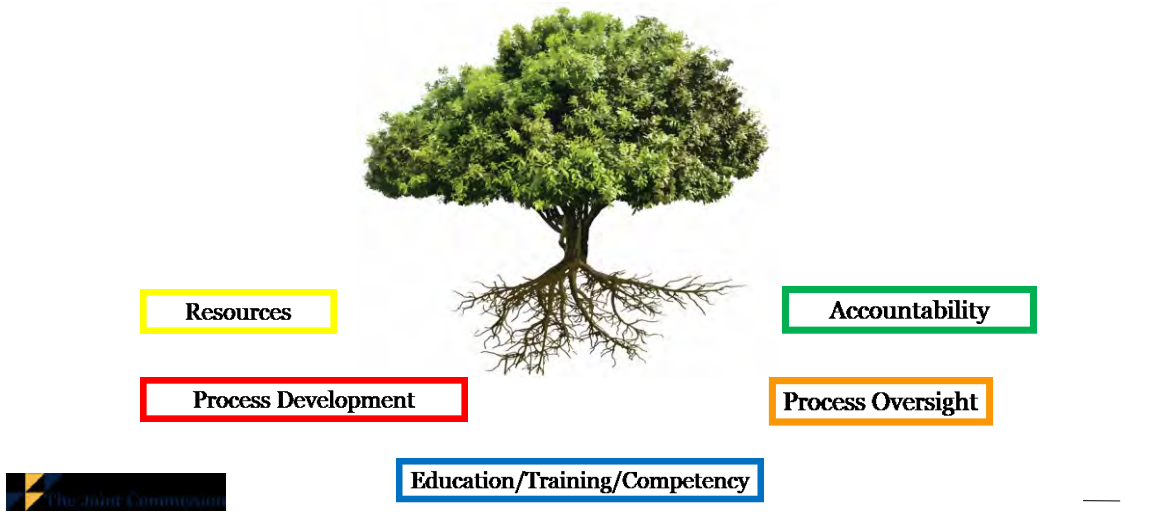 Resources
Accountability
Process Development
Process Oversight
Education/Training/Competency
The Joint Commission